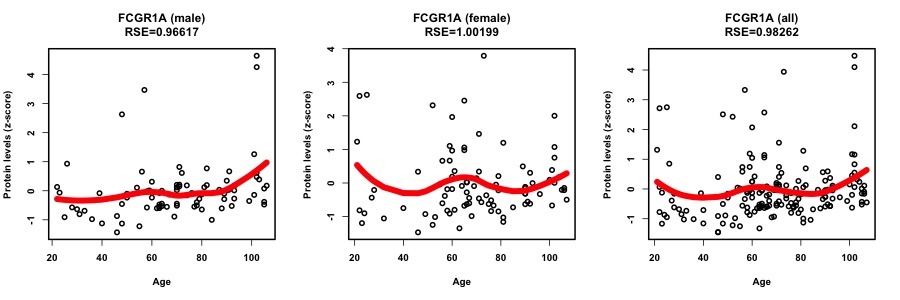 FCGR1A (male)
RSE=0.96617
Protein levels (z-score)
4
3
2
1
0
-1
20 40 60 80 100
Age
FCGR1A (female)
RSE=1.00199
Protein levels (z-score)
4
3
2
1
0
-1
20 40 60 80 100
Age
FCGR1A (all)
RSE=0.98262
Protein levels (z-score)
4
3
2
1
0
-1
20 40 60 80 100
Age